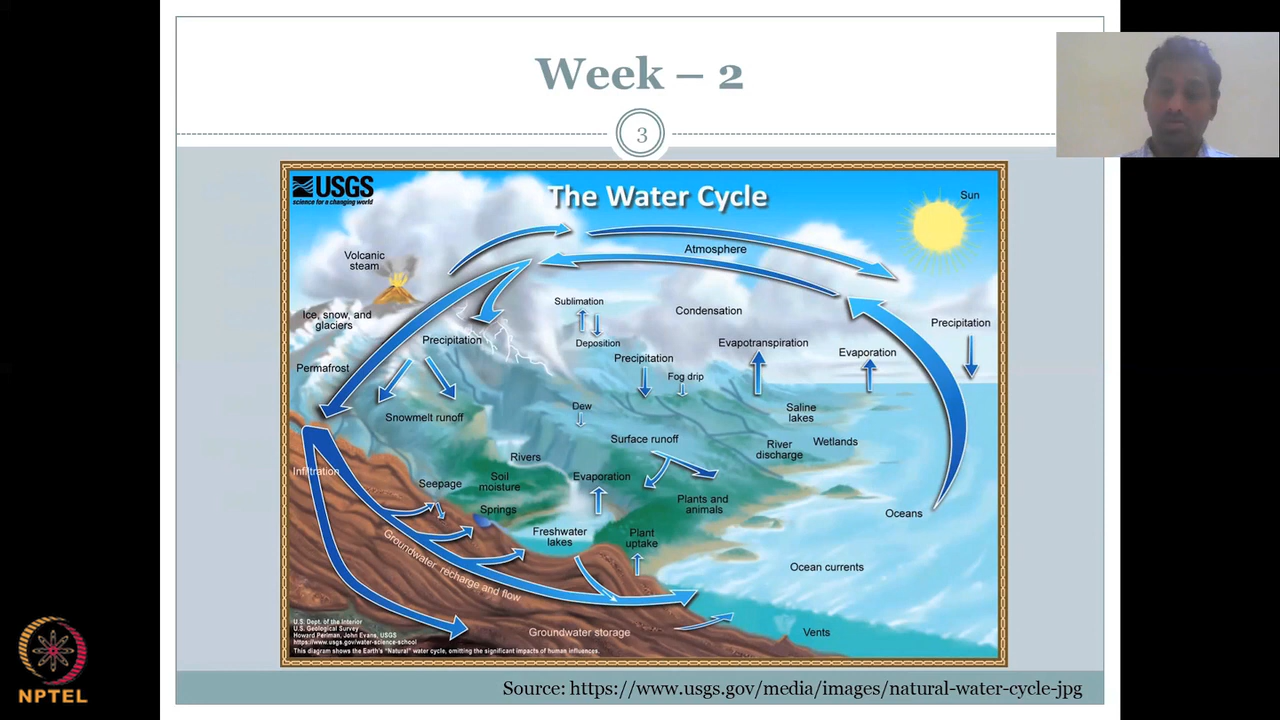 Week – 2
3
USGS
science for a changing world
The Water Cycle
Sun
Atmosphere
Volcanic
steam
Sublimation
Condensation
Ice, snow, and
glaciers
Precipitation
Precipitation
Deposition
Evapotranspiration
Evaporation
Precipitation
Permafrost
Fog drip
Dew
Snowmelt runoff
Saline
lakes
Surface runoff
River
discharge
Wetlands
Rivers
Infiltration
Seepage
Soil
moisture
Evaporation
Plants and
animals
Springs
Oceans
Freshwater
lakes
Plant
uptake
Groundwater recharge and flow
Ocean currents
Groundwater storage
Vents
U.S. Dept. of the Interior
U.S. Geological Survey
Howard Perlman, John Evans, USGS
https://www.usgs.gov/water-science-school
This diagram shows the Earth's "Natural" water cycle, omitting the significant impacts of human influences.
Source: https://www.usgs.gov/media/images/natural-water-cycle-jpg
NPTEL